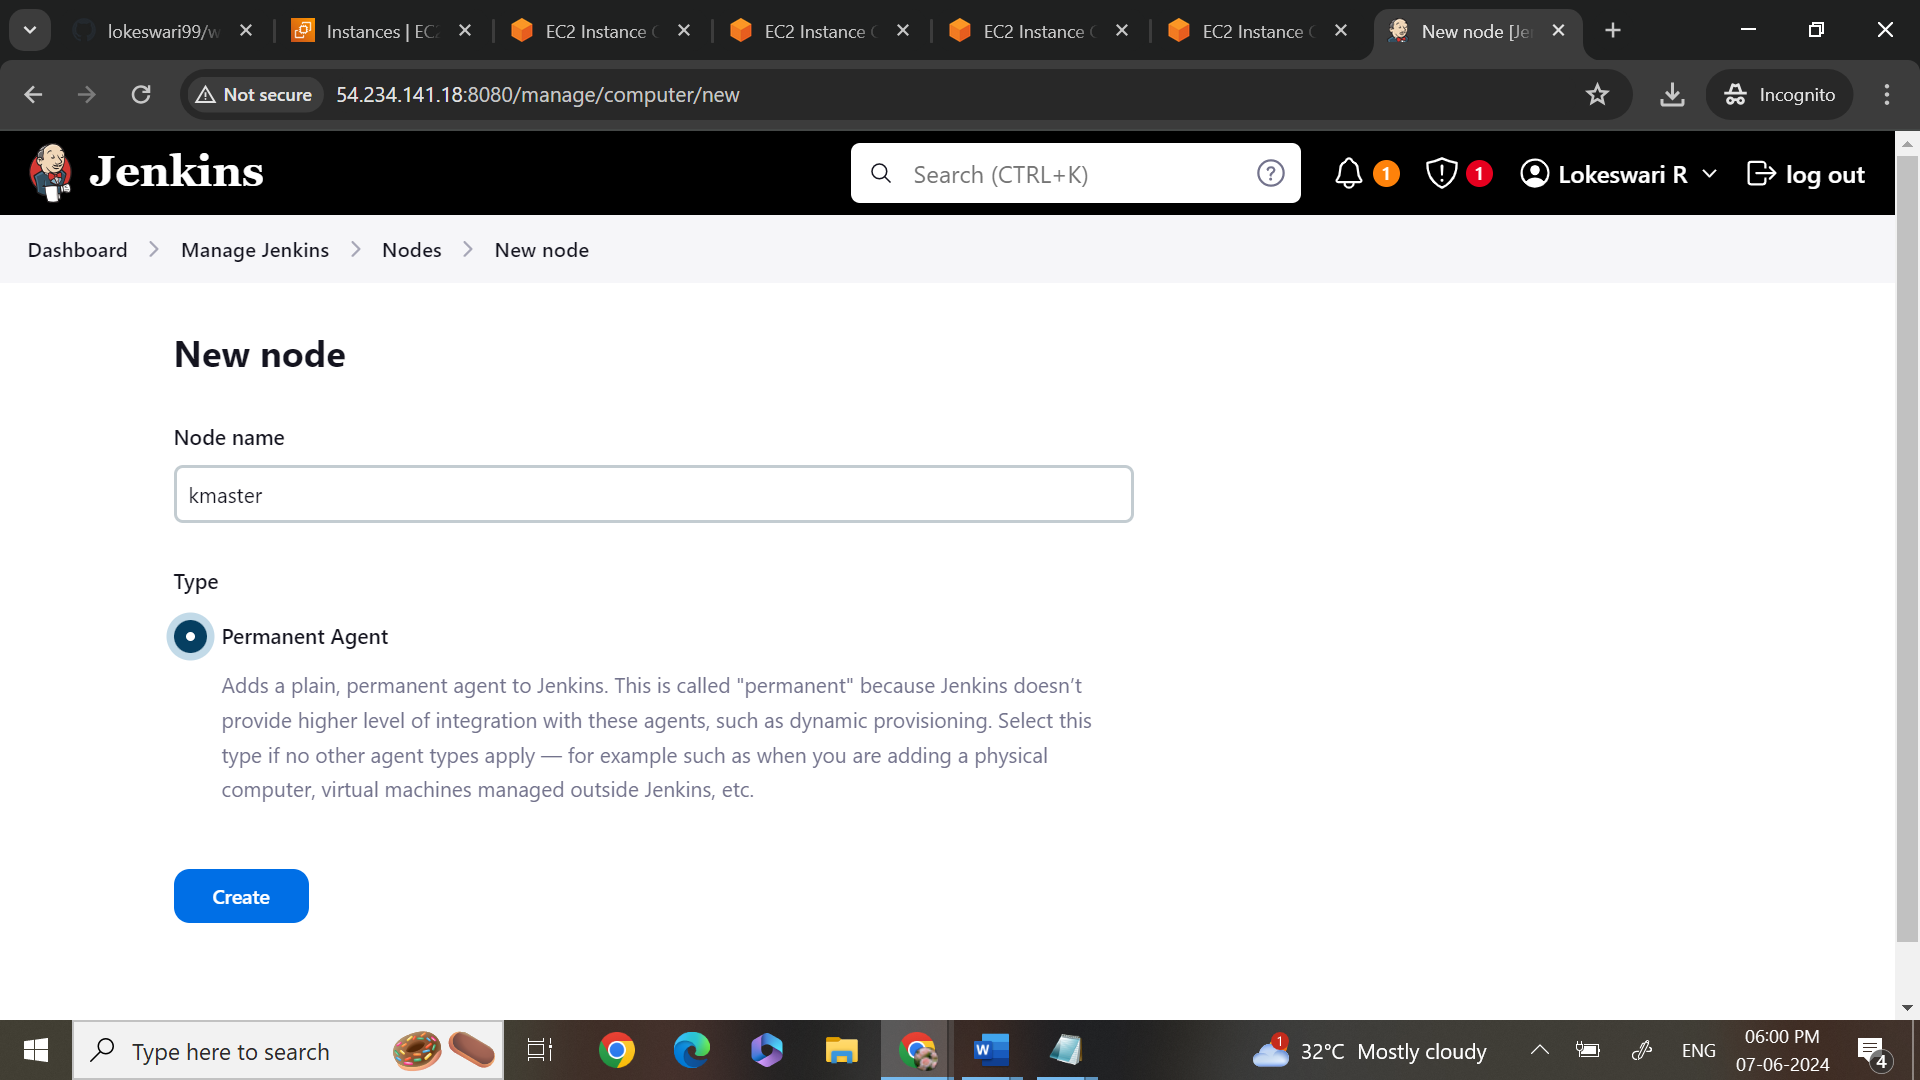 lokeswari99/w
Instances | EC2
EC2 Instance C
EC2 Instance C
EC2 Instance C
EC2 Instance C
New node [Jen
Not secure
54.234.141.18:8080/manage/computer/new
Incognito
Jenkins
Search (CTRL+K)
1
1
Lokeswari R
log out
Dashboard
Manage Jenkins
Nodes
New node
New node
Node name
kmaster
Type
Permanent Agent
Adds a plain, permanent agent to Jenkins. This is called "permanent" because Jenkins doesn’t
provide higher level of integration with these agents, such as dynamic provisioning. Select this
type if no other agent types apply — for example such as when you are adding a physical
computer, virtual machines managed outside Jenkins, etc.
Create
Type here to search
W
1
32°C Mostly cloudy
ENG
06:00 PM
07-06-2024
4